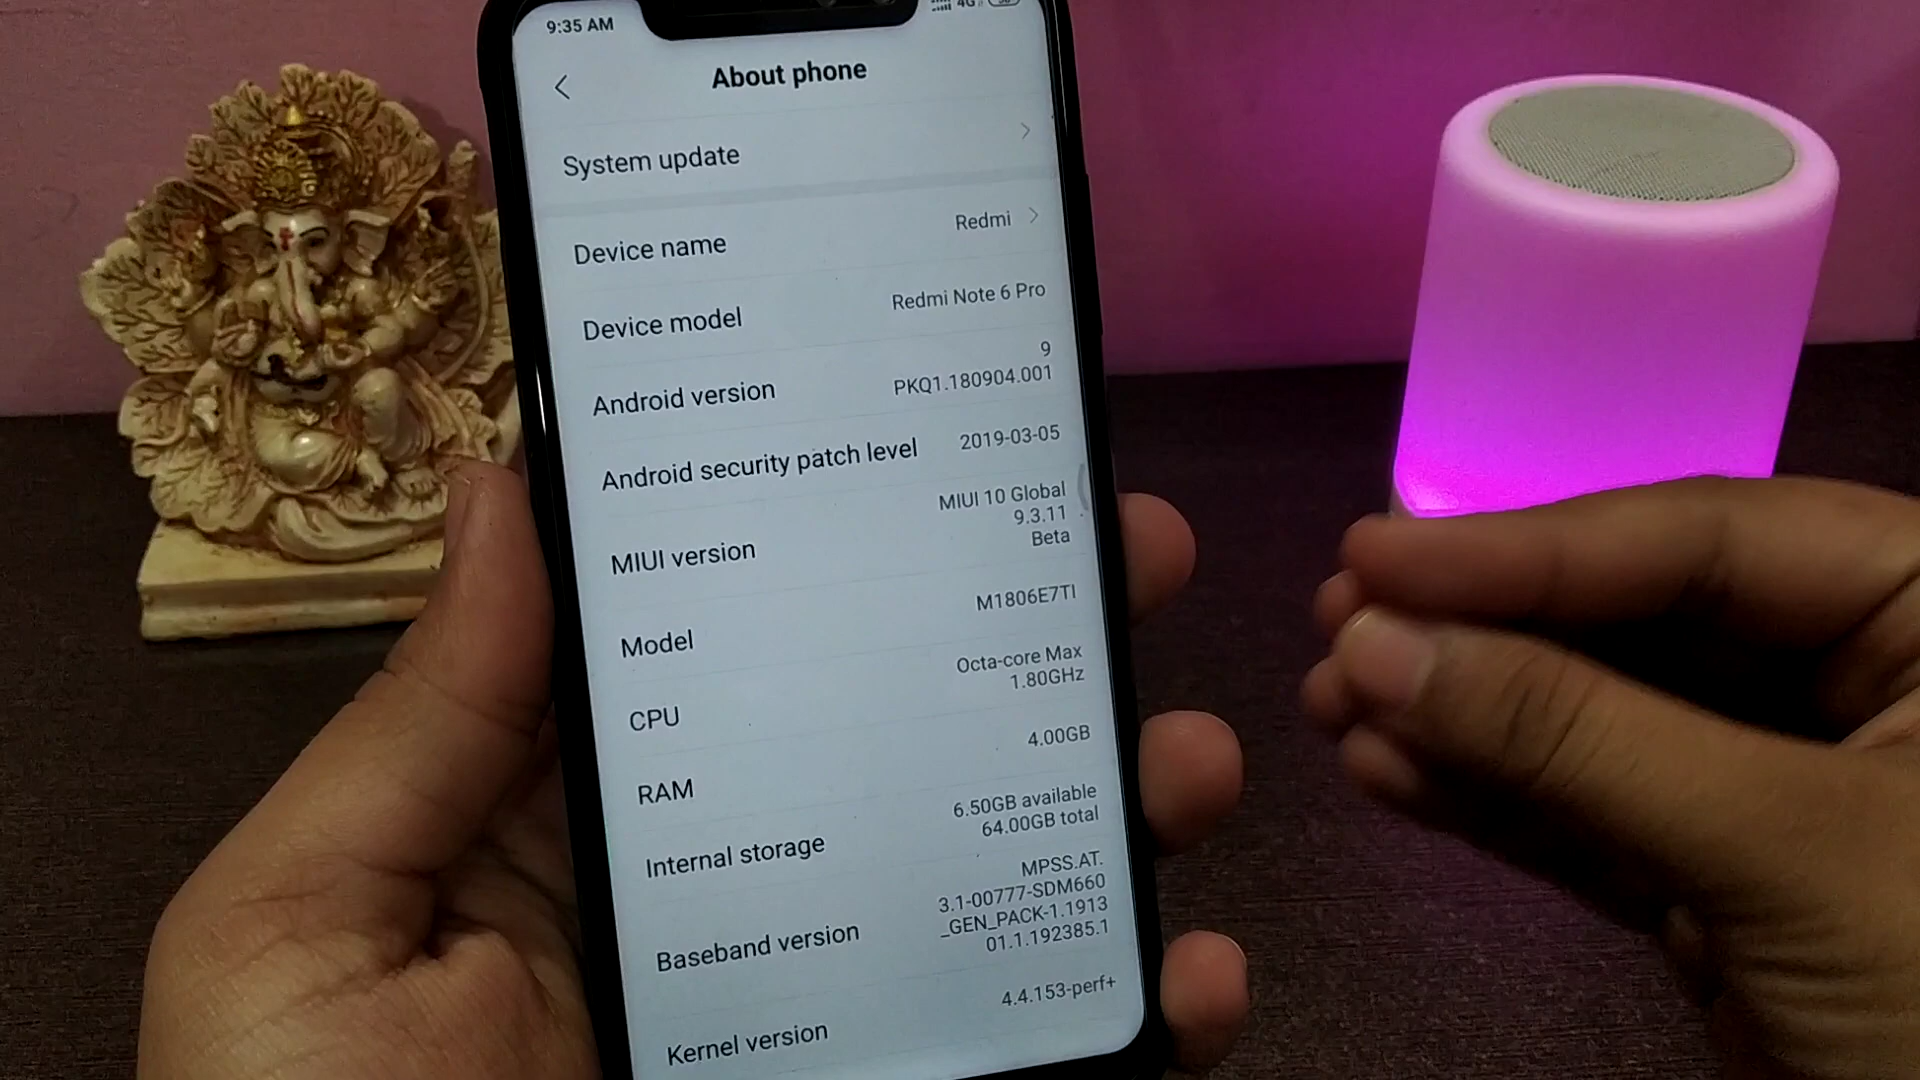 9:35 AM
4G
About phone
System update
Device name
Redmi
Device model
Redmi Note 6 Pro
Android version
9
PKQ1.180904.001
Android security patch level
2019-03-05
MIUI version
MIUI 10 Global
9.3.11
Beta
Model
M1806E7TI
CPU
Octa-core Max
1.80GHz
RAM
4.00GB
Internal storage
6.50GB available
64.00GB total
Baseband version
MPSS.AT.
3.1-00777-SDM660
_GEN_PACK-1.1913
01.1.192385.1
Kernel version
4.4.153-perf+